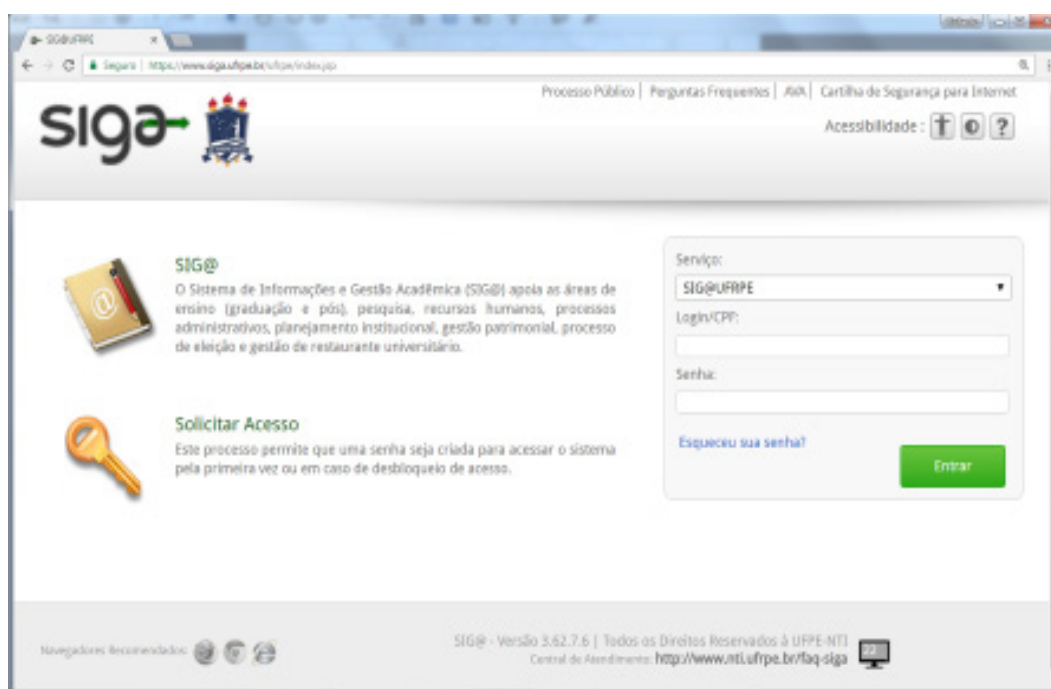 SIG@UFRPE
Seguro | https://www.siga.ufrpe.br/ufrpe/index.jsp
Processo Público | Perguntas Frequentes | AVA | Cartilha de Segurança para Internet
siga
Acessibilidade : ?
SIG@
O Sistema de Informações e Gestão Acadêmica (SIG@) apoia as áreas de
ensino (graduação e pós), pesquisa, recursos humanos, processos
administrativos, planejamento institucional, gestão patrimonial, processo
de eleição e gestão de restaurante universitário.
Solicitar Acesso
Este processo permite que uma senha seja criada para acessar o sistema
pela primeira vez ou em caso de desbloqueio de acesso.
Serviço:
SIG@UFRPE
Login/CPF:
Senha:
Esqueceu sua senha?
Entrar
Navegadores Recomendados:
SIG@ - Versão 3.62.7.6 | Todos os Direitos Reservados à UFPE-NTI
Central de Atendimento: http://www.nti.ufrpe.br/faq-siga
22